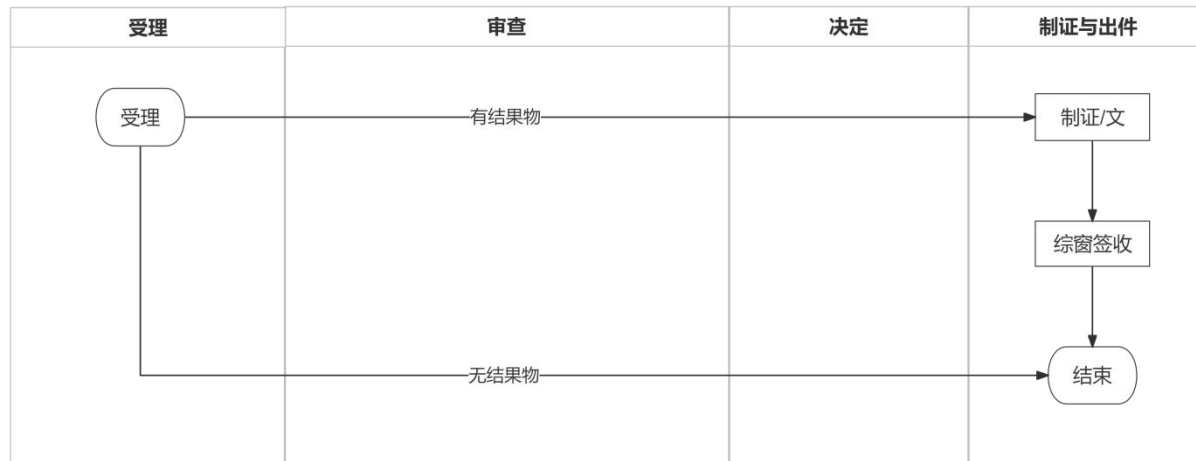 受理
审查
决定
制证与出件
受理
有结果物
制证/文
综窗签收
无结果物
结束